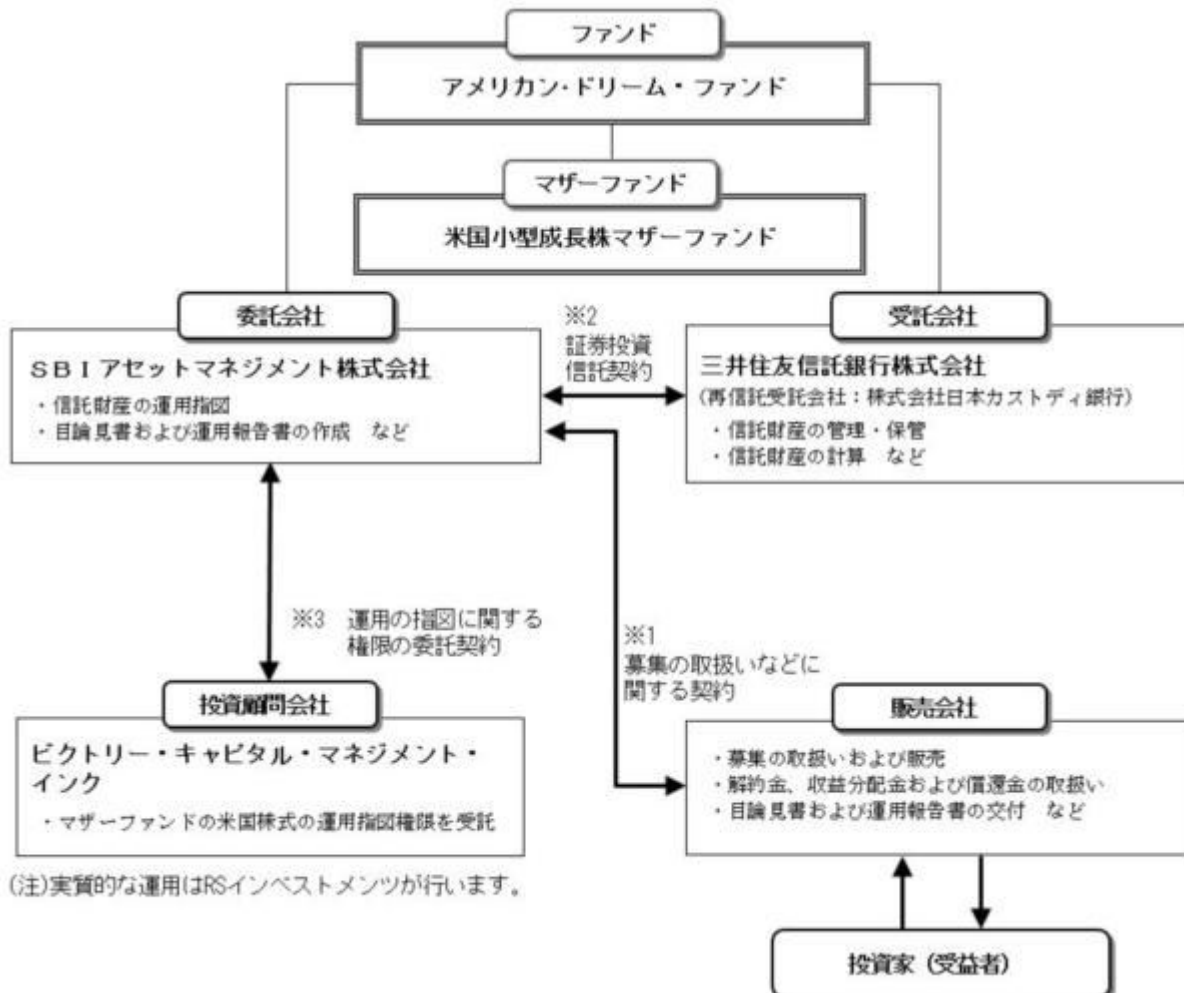 ファンド
アメリカン・ドリーム・ファンド
マザーファンド
米国小型成長株マザーファンド
委託会社
SBIアセットマネジメント株式会社
・信託財産の運用指図
・目論見書および運用報告書の作成 など
※2
証券投資
信託契約
受託会社
三井住友信託銀行株式会社
(再信託受託会社：株式会社日本カストディ銀行)
・信託財産の管理・保管
・信託財産の計算 など
※3 運用の指図に関する
権限の委託契約
※1
募集の取扱いなどに
関する契約
投資顧問会社
ビクトリー・キャピタル・マネジメント・
インク
・マザーファンドの米国株式の運用指図権限を受託
(注)実質的な運用はRSインベストメンツが行います。
販売会社
・募集の取扱いおよび販売
・解約金、収益分配金および償還金の取扱い
・目論見書および運用報告書の交付 など
投資家（受益者）